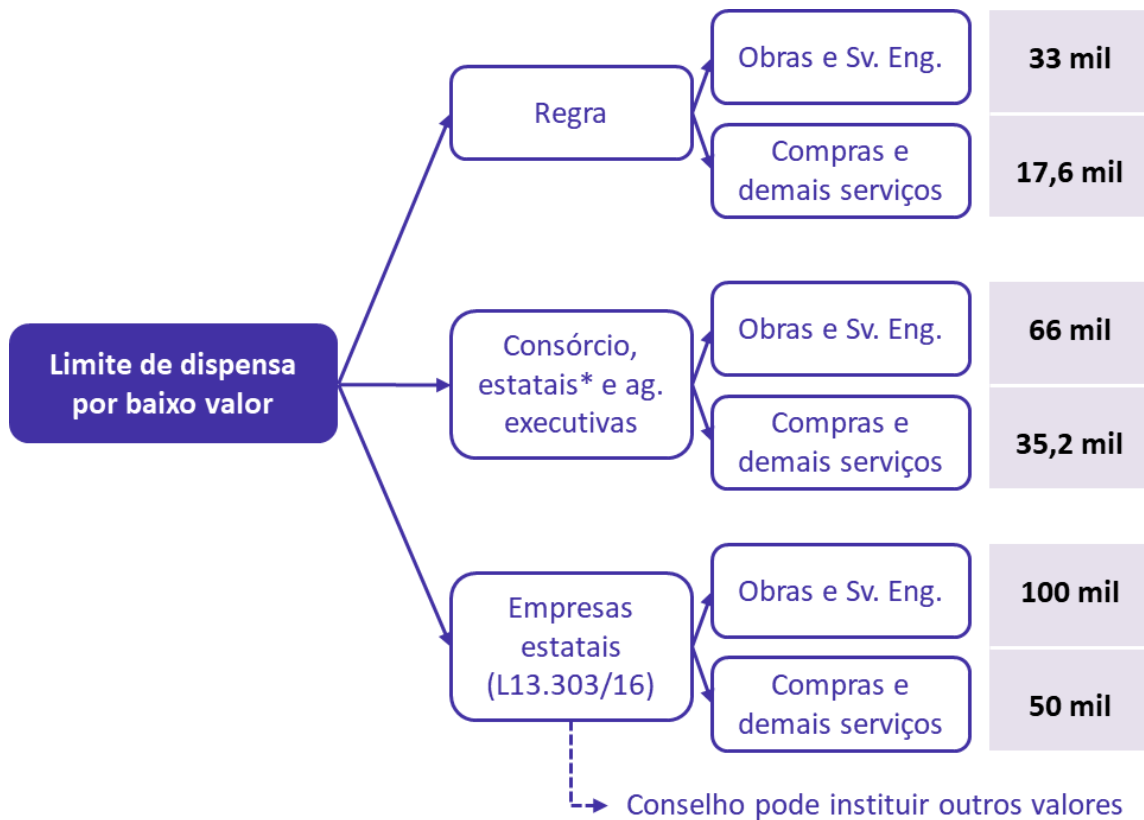 Limite de dispensa
por baixo valor
Regra
Obras e Sv. Eng.
33 mil
Compras e
demais serviços
17,6 mil
Consórcio,
estatais* e ag.
executivas
Obras e Sv. Eng.
66 mil
Compras e
demais serviços
35,2 mil
Empresas
estatais
(L13.303/16)
Obras e Sv. Eng.
100 mil
Compras e
demais serviços
50 mil
Conselho pode instituir outros valores